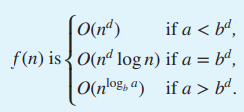 f(n) is { O(n^d) if a < b^d,
O(n^d log n) if a = b^d,
O(n^{log_b a}) if a > b^d.